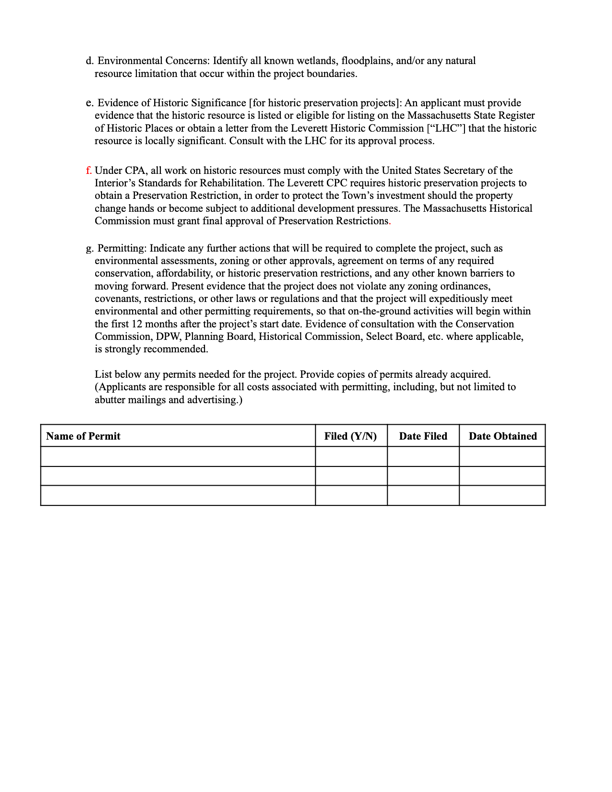 d. Environmental Concerns: Identify all known wetlands, floodplains, and/or any natural
resource limitation that occur within the project boundaries.
e. Evidence of Historic Significance [for historic preservation projects]: An applicant must provide
evidence that the historic resource is listed or eligible for listing on the Massachusetts State Register
of Historic Places or obtain a letter from the Leverett Historic Commission [“LHC”] that the historic
resource is locally significant. Consult with the LHC for its approval process.
f. Under CPA, all work on historic resources must comply with the United States Secretary of the
Interior’s Standards for Rehabilitation. The Leverett CPC requires historic preservation projects to
obtain a Preservation Restriction, in order to protect the Town’s investment should the property
change hands or become subject to additional development pressures. The Massachusetts Historical
Commission must grant final approval of Preservation Restrictions.
g. Permitting: Indicate any further actions that will be required to complete the project, such as
environmental assessments, zoning or other approvals, agreement on terms of any required
conservation, affordability, or historic preservation restrictions, and any other known barriers to
moving forward. Present evidence that the project does not violate any zoning ordinances,
covenants, restrictions, or other laws or regulations and that the project will expeditiously meet
environmental and other permitting requirements, so that on-the-ground activities will begin within
the first 12 months after the project’s start date. Evidence of consultation with the Conservation
Commission, DPW, Planning Board, Historical Commission, Select Board, etc. where applicable,
is strongly recommended.
List below any permits needed for the project. Provide copies of permits already acquired.
(Applicants are responsible for all costs associated with permitting, including, but not limited to
abutter mailings and advertising.)
Name of Permit Filed (Y/N) Date Filed Date Obtained